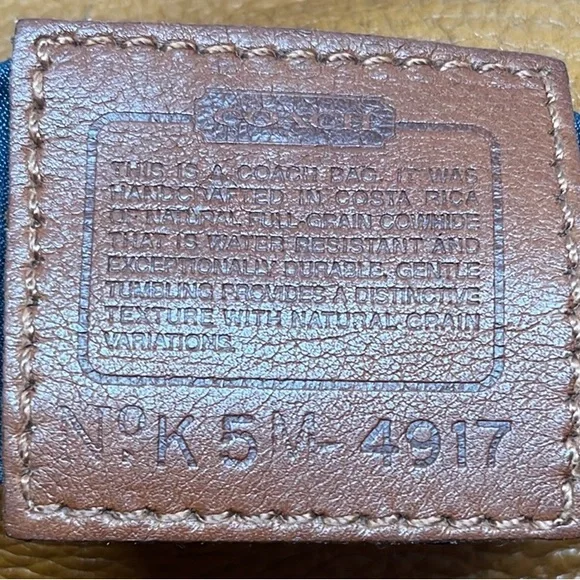 COACH
THIS IS A COACH BAG. IT WAS
HANDCRAFTED IN COSTA RICA
OF NATURAL FULL-GRAIN COWHIDE
THAT IS WATER RESISTANT AND
EXCEPTIONALLY DURABLE. GENTLE
TUMBLING PROVIDES A DISTINCTIVE
TEXTURE WITH NATURAL GRAIN
VARIATIONS.
Nº K5M-4917